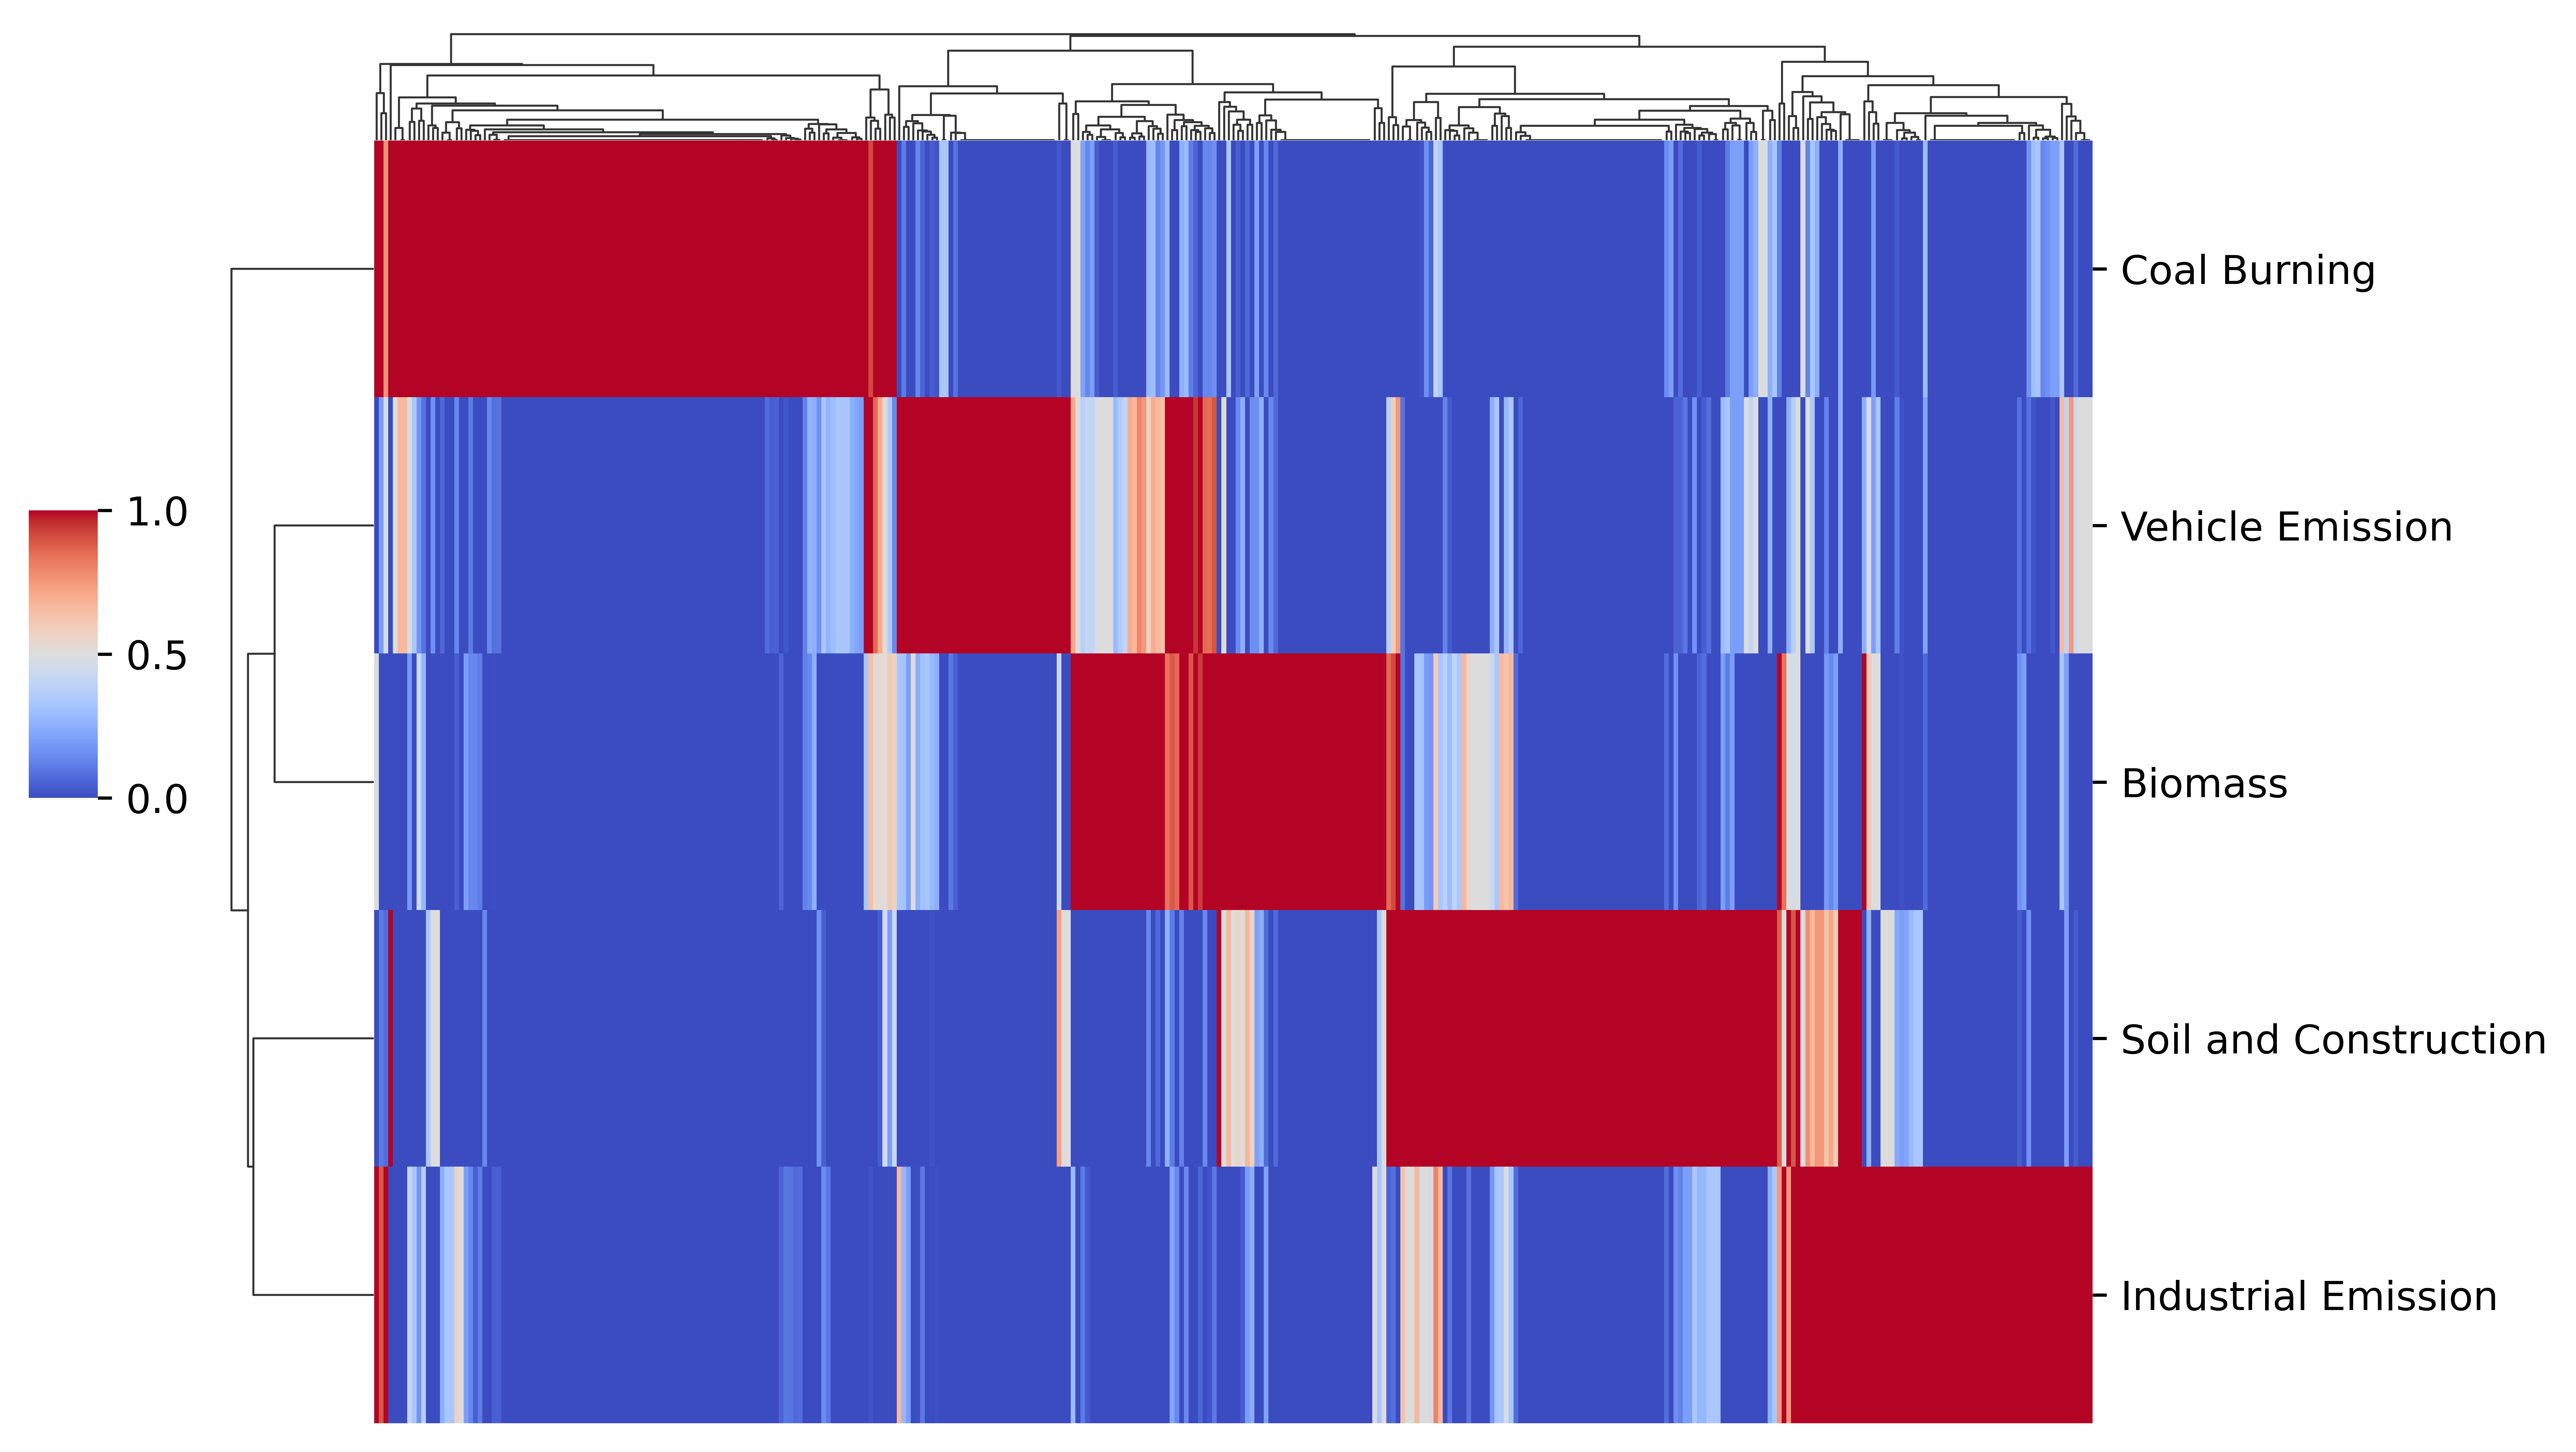 Coal Burning
Vehicle Emission
1.0
0.5
0.0
Biomass
Soil and Construction
Industrial Emission